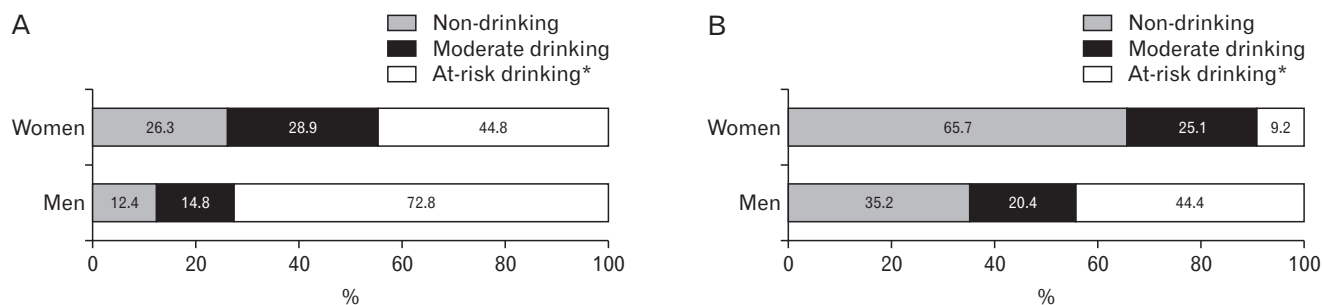 A
Non-drinking
Moderate drinking
At-risk drinking*
Women 26.3 28.9 44.8
Men 12.4 14.8 72.8
0 20 40 60 80 100
%
B
Non-drinking
Moderate drinking
At-risk drinking*
Women 65.7 25.1 9.2
Men 35.2 20.4 44.4
0 20 40 60 80 100
%